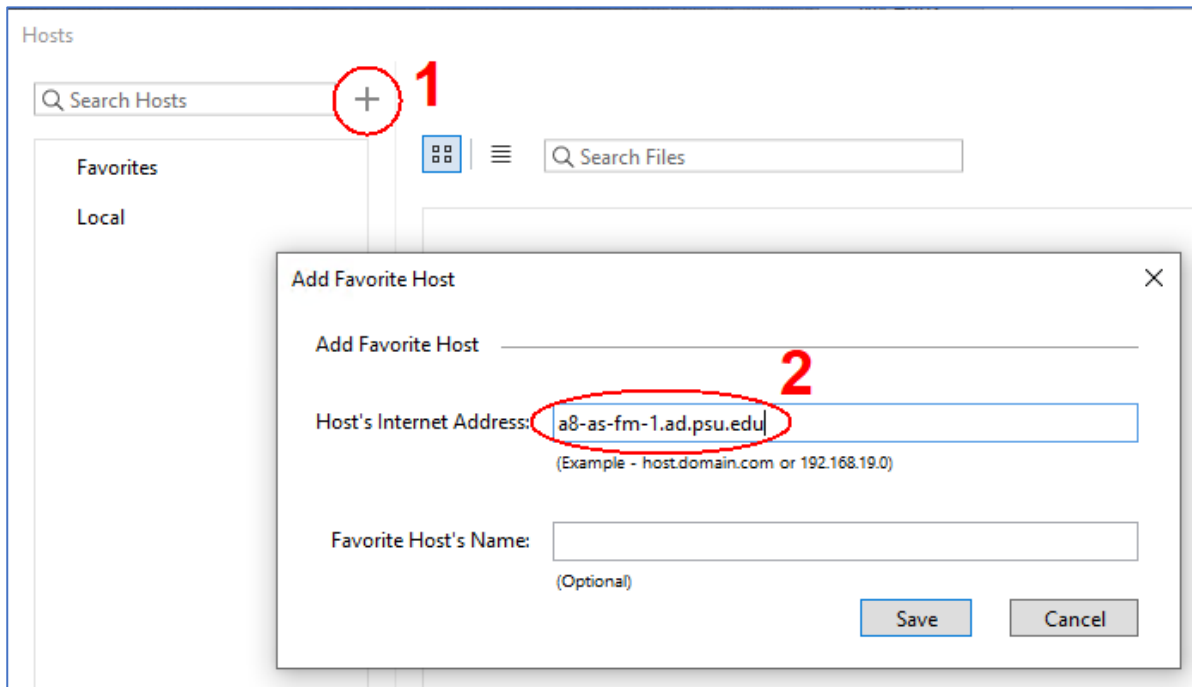 Hosts
Search Hosts
1
Search Files
Favorites
Local
Add Favorite Host
Add Favorite Host
2
Host's Internet Address:
a8-as-fm-1.ad.psu.edu
(Example - host.domain.com or 192.168.19.0)
Favorite Host's Name:
(Optional)
Save
Cancel